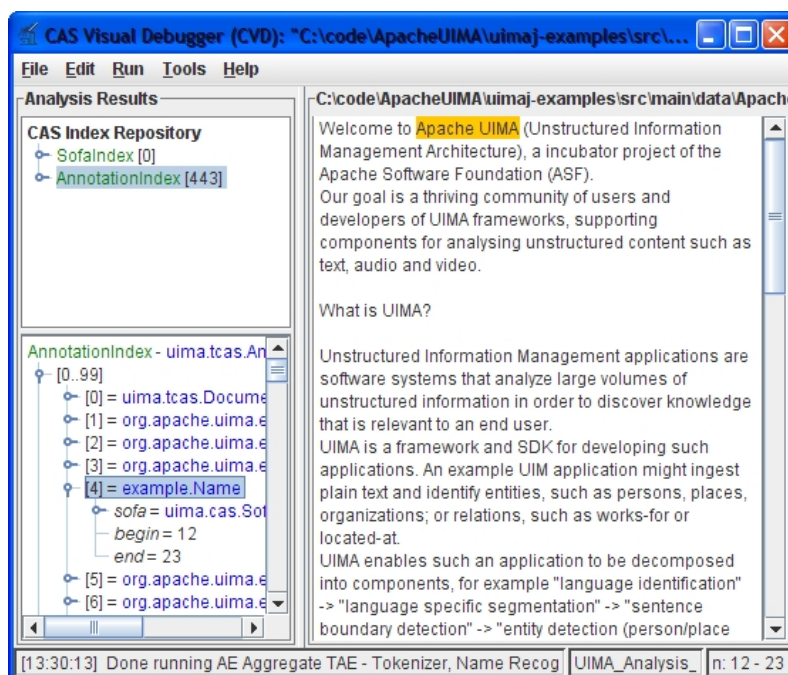 CAS Visual Debugger (CVD): "C:\code\ApacheUIMA\uimaj-examples\src\...
File Edit Run Tools Help
Analysis Results
CAS Index Repository
SofaIndex [0]
AnnotationIndex [443]
AnnotationIndex - uima.tcas.An
[0..99]
[0] = uima.tcas.Docume
[1] = org.apache.uima.e
[2] = org.apache.uima.e
[3] = org.apache.uima.e
[4] = example.Name
sofa = uima.cas.Sof
begin = 12
end = 23
[5] = org.apache.uima.e
[6] = org.apache.uima.e
C:\code\ApacheUIMA\uimaj-examples\src\main\data\Apache
Welcome to Apache UIMA (Unstructured Information
Management Architecture), a incubator project of the
Apache Software Foundation (ASF).
Our goal is a thriving community of users and
developers of UIMA frameworks, supporting
components for analysing unstructured content such as
text, audio and video.
What is UIMA?
Unstructured Information Management applications are
software systems that analyze large volumes of
unstructured information in order to discover knowledge
that is relevant to an end user.
UIMA is a framework and SDK for developing such
applications. An example UIM application might ingest
plain text and identify entities, such as persons, places,
organizations; or relations, such as works-for or
located-at.
UIMA enables such an application to be decomposed
into components, for example "language identification"
-> "language specific segmentation" -> "sentence
boundary detection" -> "entity detection (person/place
[13:30:13] Done running AE Aggregate TAE - Tokenizer, Name Recog
UIMA_Analysis_
n: 12 - 23